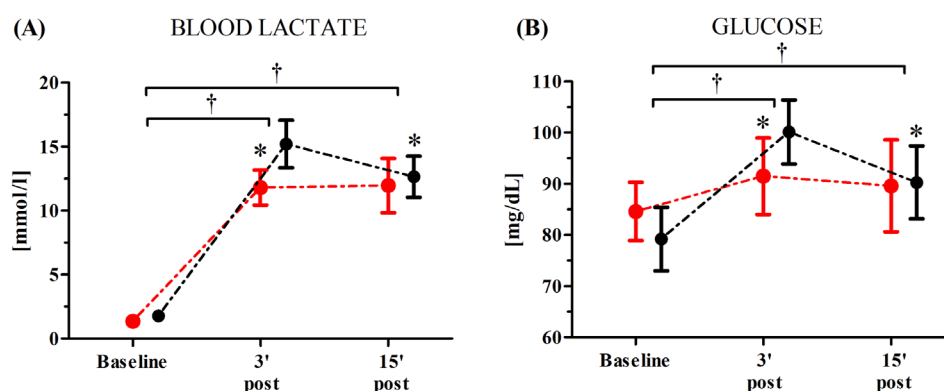 (A) BLOOD LACTATE
†
†
20
15
10
5
0
[mmol/l]
*
*
Baseline
3'
post
15'
post
(B) GLUCOSE
†
†
110
100
90
80
70
60
[mg/dL]
*
*
Baseline
3'
post
15'
post